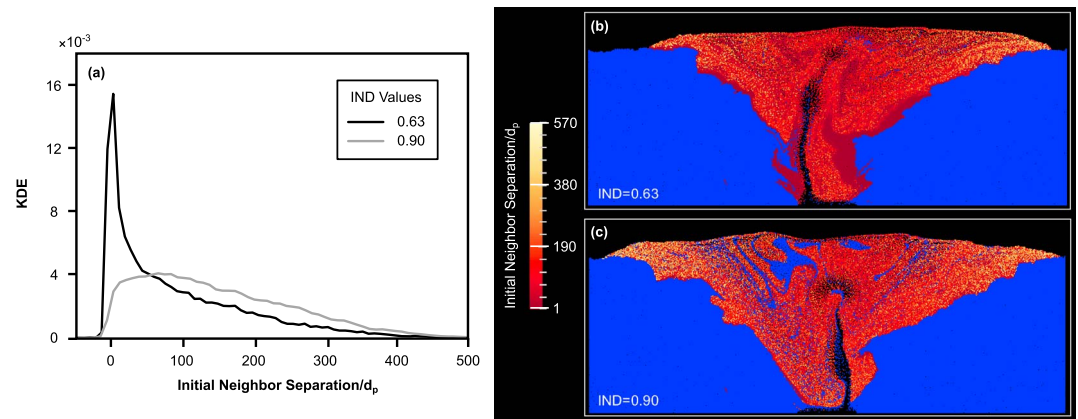 ×10⁻³
(a)
16
12
8
4
0
KDE
IND Values
0.63
0.90
0
100
200
300
400
500
Initial Neighbor Separation/dₚ
Initial Neighbor Separation/dₚ
570
380
190
1
(b)
IND=0.63
(c)
IND=0.90